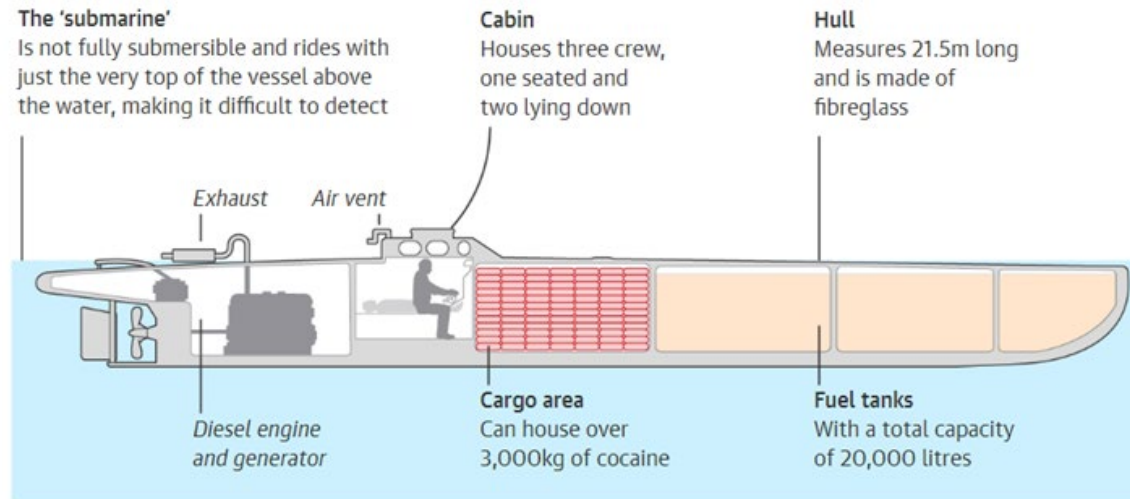 The ‘submarine’
Is not fully submersible and rides with
just the very top of the vessel above
the water, making it difficult to detect
Cabin
Houses three crew,
one seated and
two lying down
Hull
Measures 21.5m long
and is made of
fibreglass
Exhaust
Air vent
Diesel engine
and generator
Cargo area
Can house over
3,000kg of cocaine
Fuel tanks
With a total capacity
of 20,000 litres